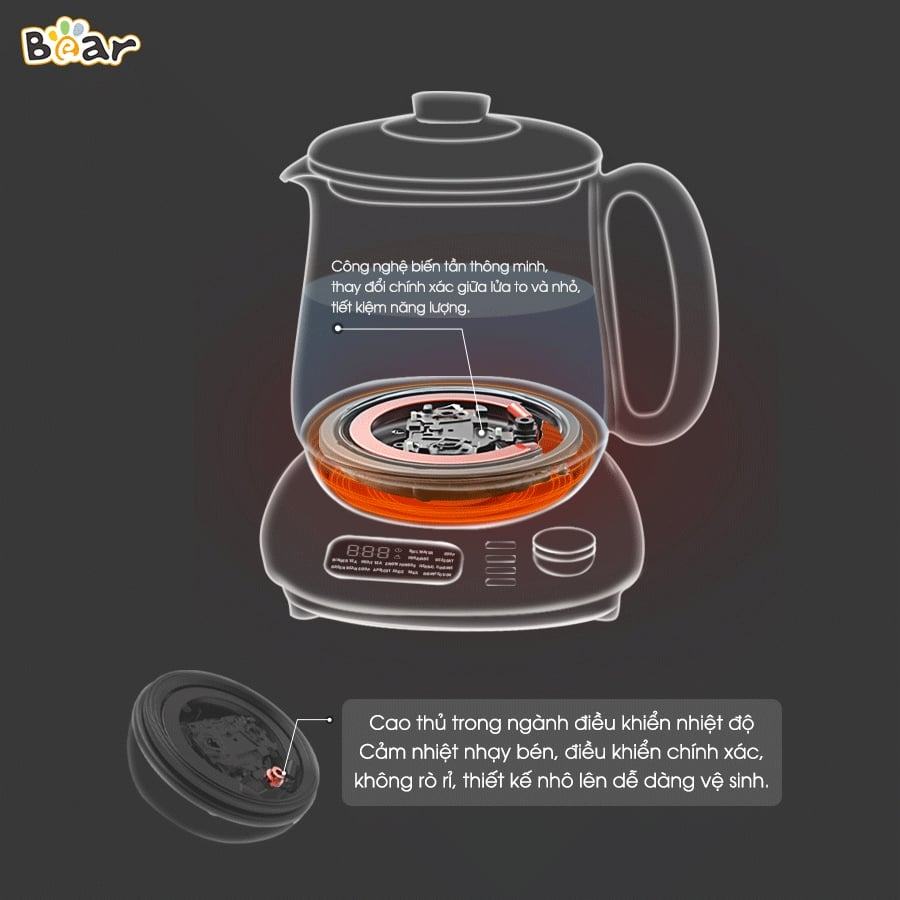 Bear
Công nghệ biến tần thông minh,
thay đổi chính xác giữa lửa to và nhỏ,
tiết kiệm năng lượng.
888
Cao thủ trong ngành điều khiển nhiệt độ
Cảm nhiệt nhạy bén, điều khiển chính xác,
không rò rỉ, thiết kế nhô lên dễ dàng vệ sinh.